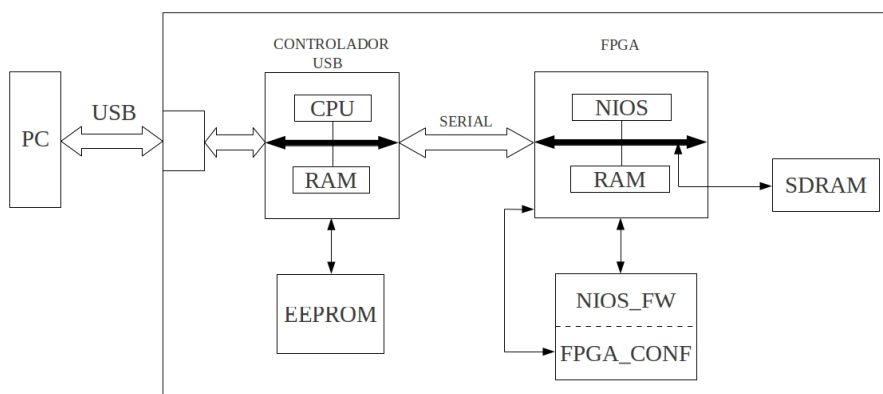 CONTROLADOR
USB
FPGA
PC
USB
CPU
RAM
SERIAL
NIOS
RAM
SDRAM
EEPROM
NIOS_FW
FPGA_CONF